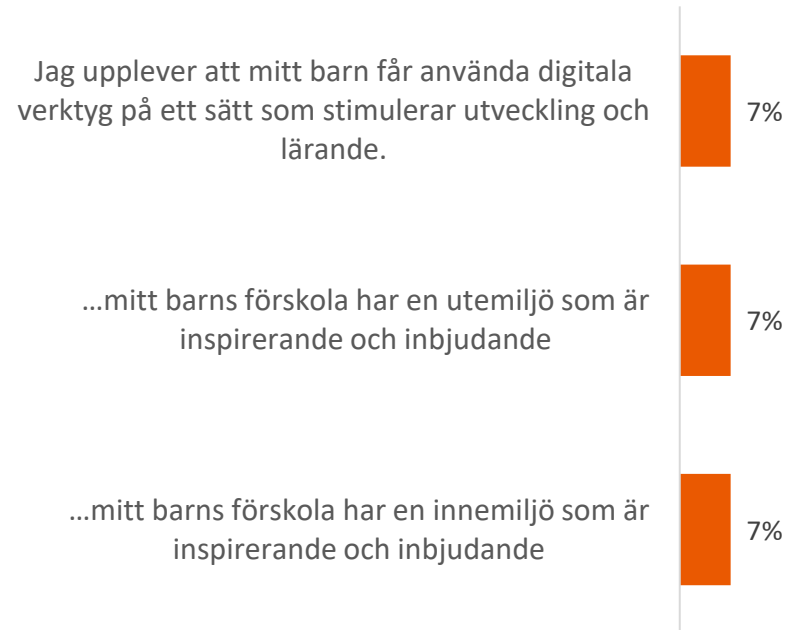 Jag upplever att mitt barn får använda digitala
verktyg på ett sätt som stimulerar utveckling och
lärande.
7%
...mitt barns förskola har en utemiljö som är
inspirerande och inbjudande
7%
...mitt barns förskola har en innemiljö som är
inspirerande och inbjudande
7%